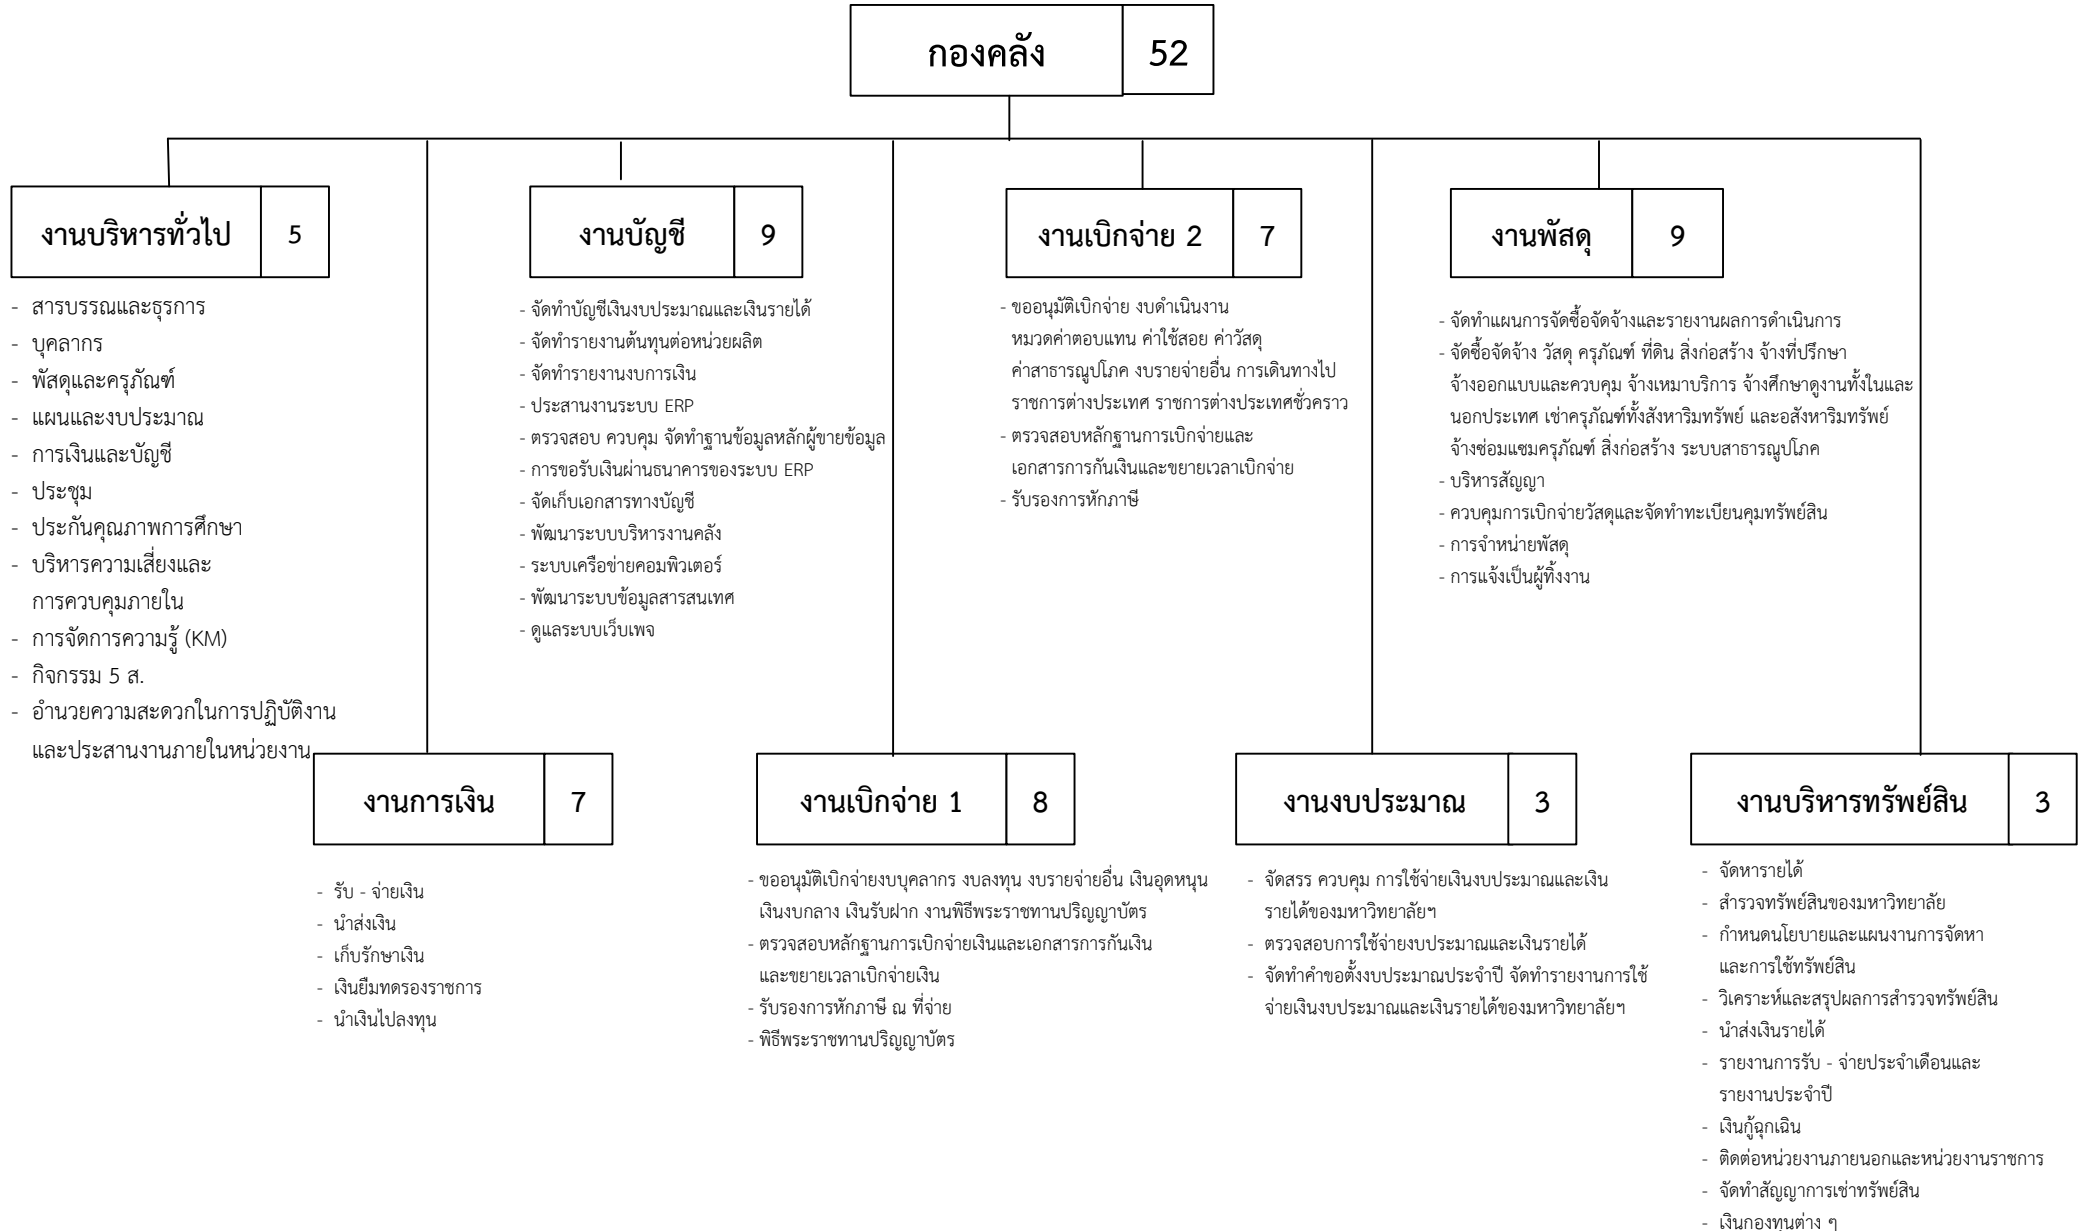 กองคลัง 52
งานบริหารทั่วไป 5
- สารบรรณและธุรการ
- บุคลากร
- พัสดุและครุภัณฑ์
- แผนและงบประมาณ
- การเงินและบัญชี
- ประชุม
- ประกันคุณภาพการศึกษา
- บริหารความเสี่ยงและ
การควบคุมภายใน
- การจัดการความรู้ (KM)
- กิจกรรม 5 ส.
- อำนวยความสะดวกในการปฏิบัติงาน
และประสานงานภายในหน่วยงาน
งานบัญชี 9
- จัดทำบัญชีเงินงบประมาณและเงินรายได้
- จัดทำรายงานต้นทุนต่อหน่วยผลิต
- จัดทำรายงานงบการเงิน
- ประสานงานระบบ ERP
- ตรวจสอบ ควบคุม จัดทำฐานข้อมูลหลักผู้ขายข้อมูล
- การขอรับเงินผ่านธนาคารของระบบ ERP
- จัดเก็บเอกสารทางบัญชี
- พัฒนาระบบบริหารงานคลัง
- ระบบเครือข่ายคอมพิวเตอร์
- พัฒนาระบบข้อมูลสารสนเทศ
- ดูแลระบบเว็บเพจ
งานเบิกจ่าย 2 7
- ขออนุมัติเบิกจ่าย งบดำเนินงาน
หมวดค่าตอบแทน ค่าใช้สอย ค่าวัสดุ
ค่าสาธารณูปโภค งบรายจ่ายอื่น การเดินทางไป
ราชการต่างประเทศ ราชการต่างประเทศชั่วคราว
- ตรวจสอบหลักฐานการเบิกจ่ายและ
เอกสารการกันเงินและขยายเวลาเบิกจ่าย
- รับรองการหักภาษี
งานพัสดุ 9
- จัดทำแผนการจัดซื้อจัดจ้างและรายงานผลการดำเนินการ
- จัดซื้อจัดจ้าง วัสดุ ครุภัณฑ์ ที่ดิน สิ่งก่อสร้าง จ้างที่ปรึกษา
จ้างออกแบบและควบคุม จ้างเหมาบริการ จ้างศึกษาดูงานทั้งในและ
นอกประเทศ เช่าครุภัณฑ์ทั้งสังหาริมทรัพย์ และอสังหาริมทรัพย์
จ้างซ่อมแซมครุภัณฑ์ สิ่งก่อสร้าง ระบบสาธารณูปโภค
- บริหารสัญญา
- ควบคุมการเบิกจ่ายวัสดุและจัดทำทะเบียนคุมทรัพย์สิน
- การจำหน่ายพัสดุ
- การแจ้งเป็นผู้ทิ้งงาน
งานการเงิน 7
- รับ - จ่ายเงิน
- นำส่งเงิน
- เก็บรักษาเงิน
- เงินยืมทดรองราชการ
- นำเงินไปลงทุน
งานเบิกจ่าย 1 8
- ขออนุมัติเบิกจ่ายงบบุคลากร งบลงทุน งบรายจ่ายอื่น เงินอุดหนุน
เงินงบกลาง เงินรับฝาก งานพิธีพระราชทานปริญญาบัตร
- ตรวจสอบหลักฐานการเบิกจ่ายเงินและเอกสารการกันเงิน
และขยายเวลาเบิกจ่ายเงิน
- รับรองการหักภาษี ณ ที่จ่าย
- พิธีพระราชทานปริญญาบัตร
งานงบประมาณ 3
- จัดสรร ควบคุม การใช้จ่ายเงินงบประมาณและเงิน
รายได้ของมหาวิทยาลัยฯ
- ตรวจสอบการใช้จ่ายงบประมาณและเงินรายได้
- จัดทำคำขอตั้งงบประมาณประจำปี จัดทำรายงานการใช้
จ่ายเงินงบประมาณและเงินรายได้ของมหาวิทยาลัยฯ
งานบริหารทรัพย์สิน 3
- จัดหารายได้
- สำรวจทรัพย์สินของมหาวิทยาลัย
- กำหนดนโยบายและแผนงานการจัดหา
และการใช้ทรัพย์สิน
- วิเคราะห์และสรุปผลการสำรวจทรัพย์สิน
- นำส่งเงินรายได้
- รายงานการรับ - จ่ายประจำเดือนและ
รายงานประจำปี
- เงินกู้ฉุกเฉิน
- ติดต่อหน่วยงานภายนอกและหน่วยงานราชการ
- จัดทำสัญญาการเช่าทรัพย์สิน
- เงินกองทุนต่าง ๆ